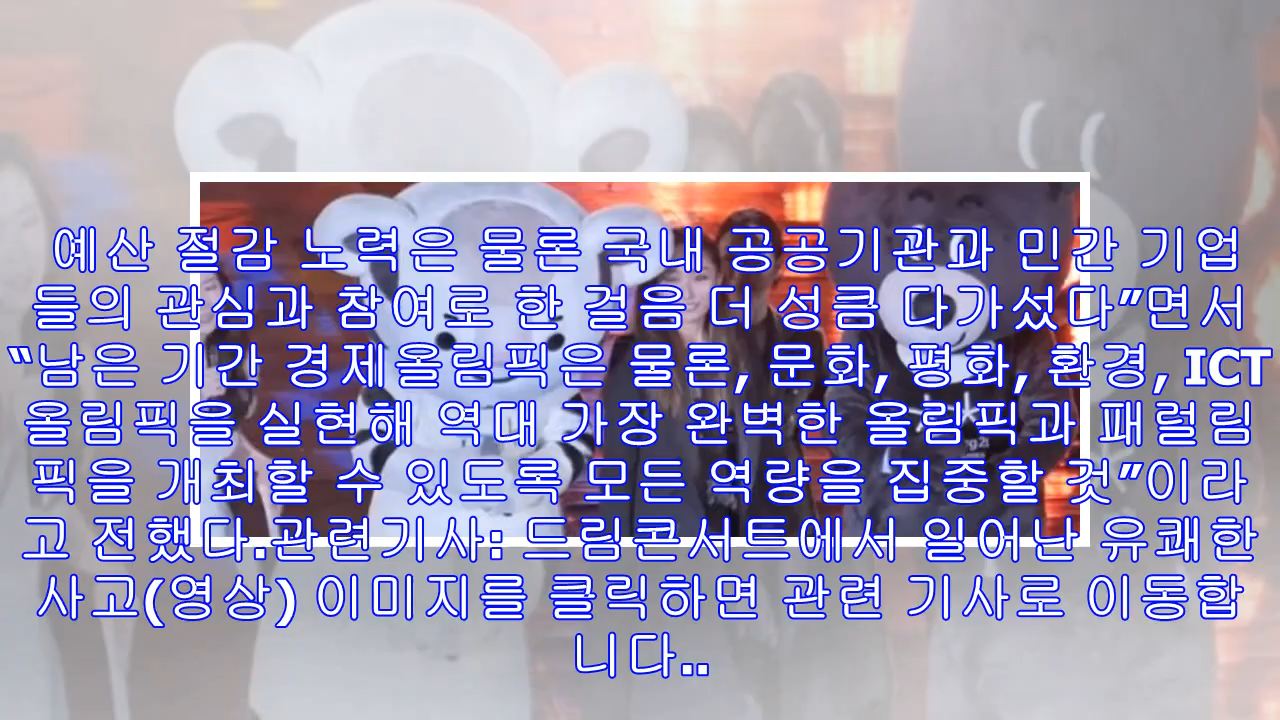 예산 절감 노력은 물론 국내 공공기관과 민간 기업
들의 관심과 참여로 한 걸음 더 성큼 다가섰다”면서
“남은 기간 경제올림픽은 물론, 문화, 평화, 환경, ICT
올림픽을 실현해 역대 가장 완벽한 올림픽과 패럴림
픽을 개최할 수 있도록 모든 역량을 집중할 것”이라
고 전했다.관련기사: 드림콘서트에서 일어난 유쾌한
사고(영상) 이미지를 클릭하면 관련 기사로 이동합
니다..